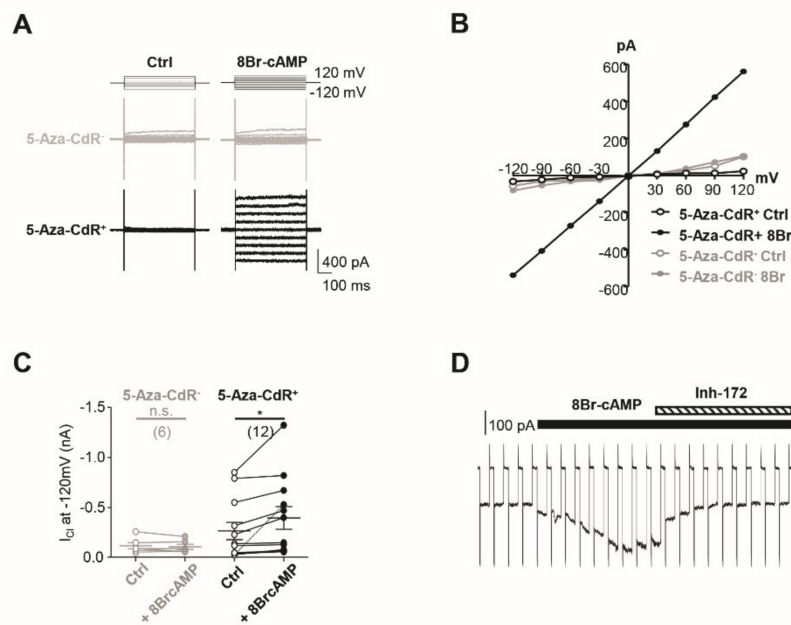 A
Ctrl
8Br-cAMP
120 mV
-120 mV
5-Aza-CdR-
5-Aza-CdR+
400 pA
100 ms
B
pA
600
400
200
0
-200
-400
-600
-120 -90 -60 -30
30 60 90 120
mV
5-Aza-CdR+ Ctrl
5-Aza-CdR+ 8Br
5-Aza-CdR- Ctrl
5-Aza-CdR- 8Br
C
5-Aza-CdR-
n.s.
(6)
5-Aza-CdR+
*
(12)
-1.5
-1.0
-0.5
0.0
ICl at -120mV (nA)
Ctrl
+ 8BrcAMP
Ctrl
+ 8BrcAMP
D
Inh-172
8Br-cAMP
100 pA